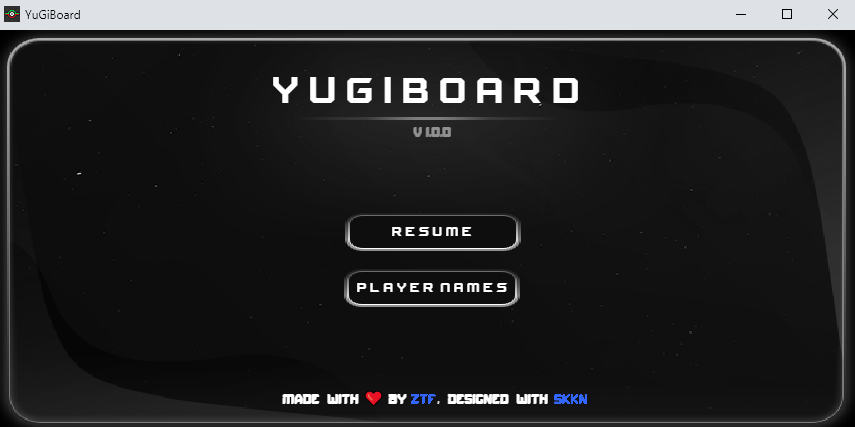 YuGiBoard
YUGIBOARD
V 1.0.0
RESUME
PLAYER NAMES
MADE WITH ❤ BY ZTF. DESIGNED WITH SKKN